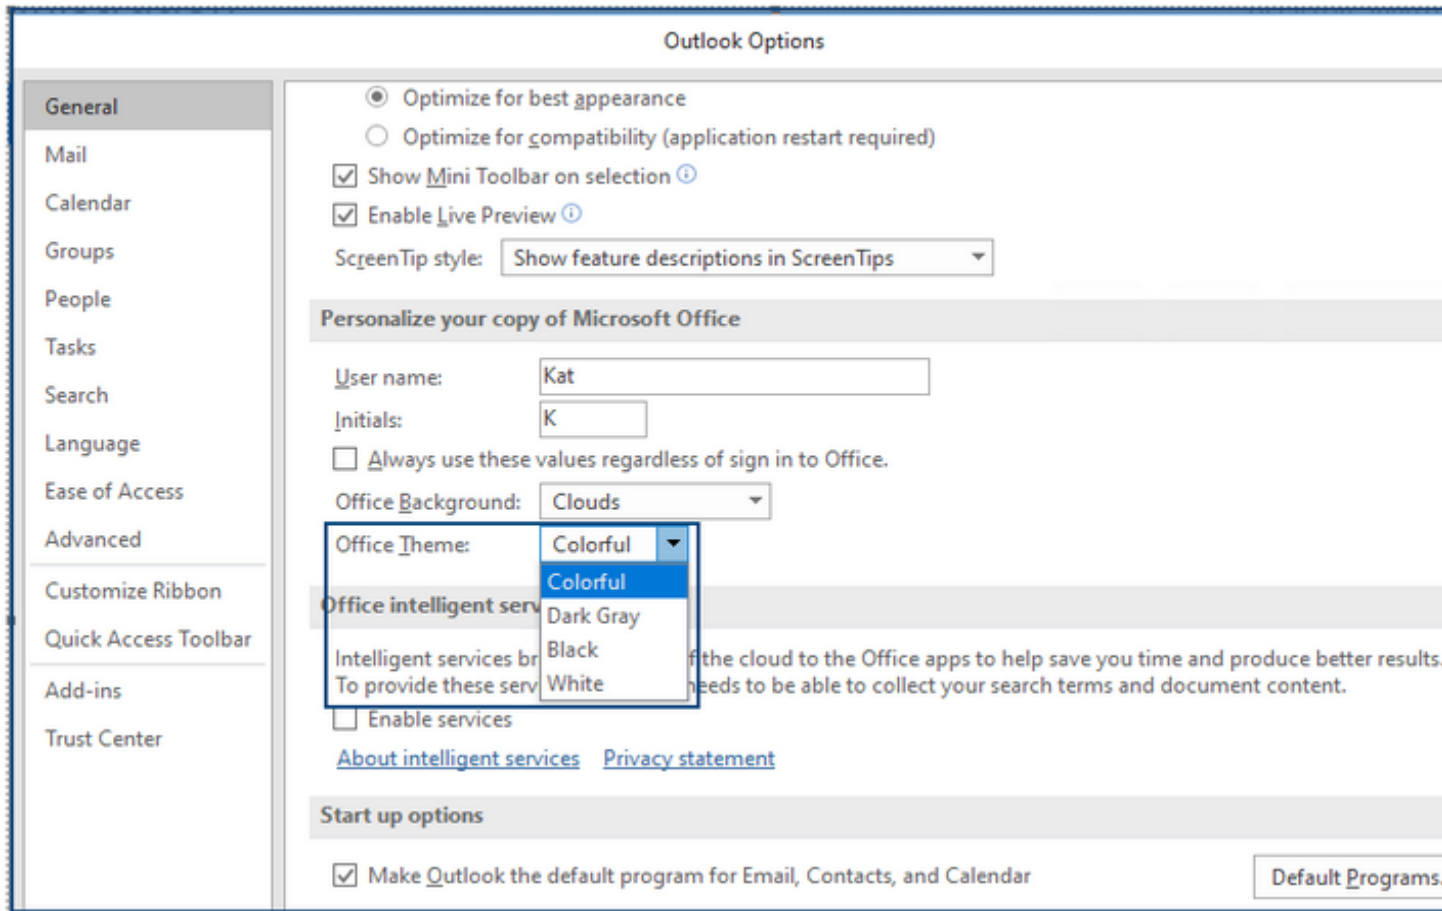 Outlook Options
General
Mail
Calendar
Groups
People
Tasks
Search
Language
Ease of Access
Advanced
Customize Ribbon
Quick Access Toolbar
Add-ins
Trust Center
Optimize for best appearance
Optimize for compatibility (application restart required)
Show Mini Toolbar on selection
Enable Live Preview
ScreenTip style: Show feature descriptions in ScreenTips
Personalize your copy of Microsoft Office
User name: Kat
Initials: K
Always use these values regardless of sign in to Office.
Office Background: Clouds
Office Theme: Colorful
Colorful
Dark Gray
Black
White
Office intelligent serv
Intelligent services br f the cloud to the Office apps to help save you time and produce better results.
To provide these serv eeds to be able to collect your search terms and document content.
Enable services
About intelligent services Privacy statement
Start up options
Make Outlook the default program for Email, Contacts, and Calendar Default Programs.